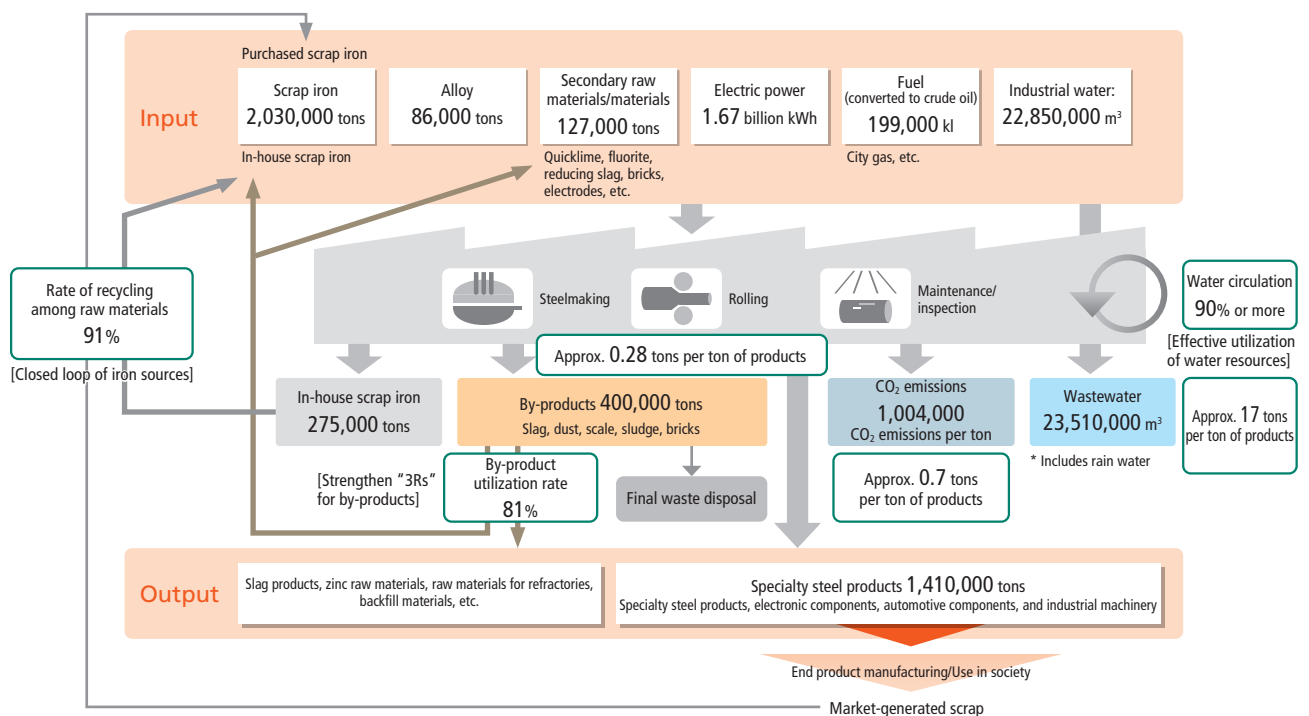 Purchased scrap iron
Input
Scrap iron
2,030,000 tons
In-house scrap iron
Alloy
86,000 tons
Secondary raw
materials/materials
127,000 tons
Quicklime, fluorite,
reducing slag, bricks,
electrodes, etc.
Electric power
1.67 billion kWh
Fuel
(converted to crude oil)
199,000 kl
City gas, etc.
Industrial water:
22,850,000 m³
Rate of recycling
among raw materials
91%
[Closed loop of iron sources]
Steelmaking
Rolling
Maintenance/
inspection
Water circulation
90% or more
[Effective utilization
of water resources]
Approx. 0.28 tons per ton of products
In-house scrap iron
275,000 tons
By-products 400,000 tons
Slag, dust, scale, sludge, bricks
CO₂ emissions
1,004,000
CO₂ emissions per ton
Wastewater
23,510,000 m³
* Includes rain water
Approx. 17 tons
per ton of products
[Strengthen "3Rs"
for by-products]
By-product
utilization rate
81%
Final waste disposal
Approx. 0.7 tons
per ton of products
Output
Slag products, zinc raw materials, raw materials for refractories,
backfill materials, etc.
Specialty steel products 1,410,000 tons
Specialty steel products, electronic components, automotive components, and industrial machinery
End product manufacturing/Use in society
Market-generated scrap